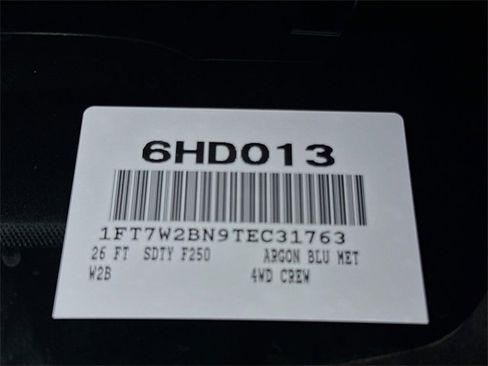 6HD013
1FT7W2BN9TEC31763
26 FT SDTY F250 ARGON BLU MET
W2B 4WD CREW